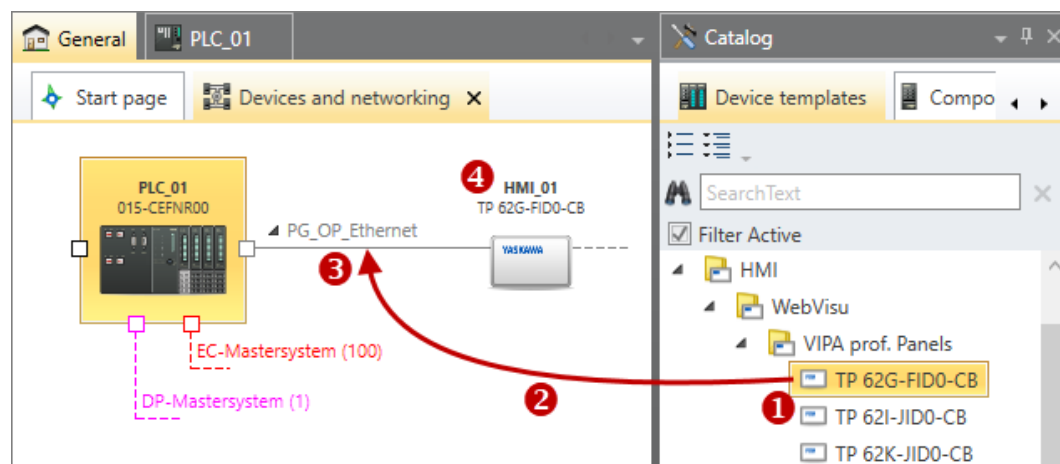 General
PLC_01
Start page
Devices and networking
PLC_01
015-CEFNR00
PG_OP_Ethernet
3
4
HMI_01
TP 62G-FID0-CB
YASKAWA
EC-Mastersystem (100)
DP-Mastersystem (1)
2
Catalog
Device templates
Compo
SearchText
Filter Active
HMI
WebVisu
VIPA prof. Panels
TP 62G-FID0-CB
1
TP 62I-JID0-CB
TP 62K-JID0-CB